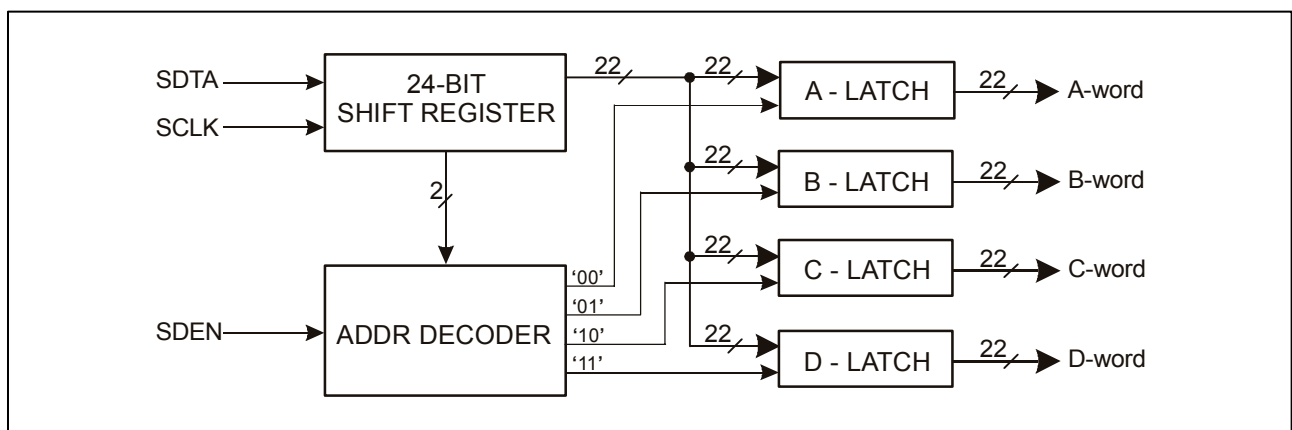 SDTA
SCLK
24-BIT
SHIFT REGISTER
22
22
A - LATCH
22
A-word
2
22
B - LATCH
22
B-word
SDEN
ADDR DECODER
‘00’
‘01’
‘10’
‘11’
22
C - LATCH
22
C-word
22
D - LATCH
22
D-word